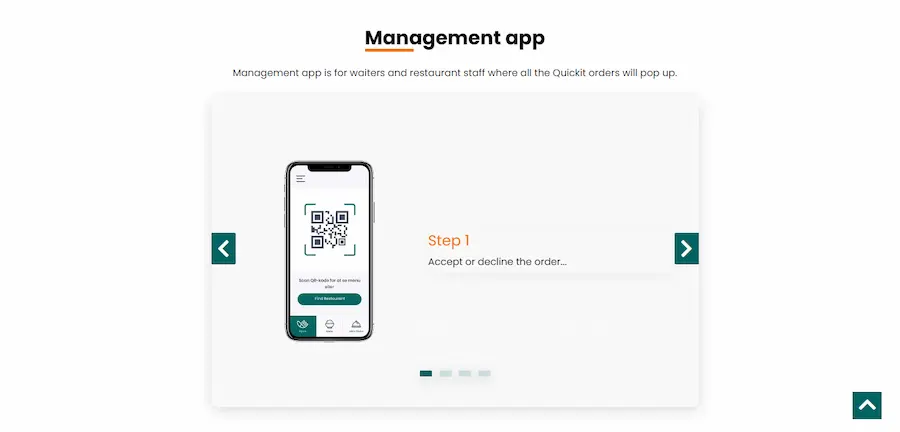 Management app
Management app is for waiters and restaurant staff where all the Quickit orders will pop up.
Step 1
Accept or decline the order...
Scan QR-kode for at se menu
eller
Find Restaurant